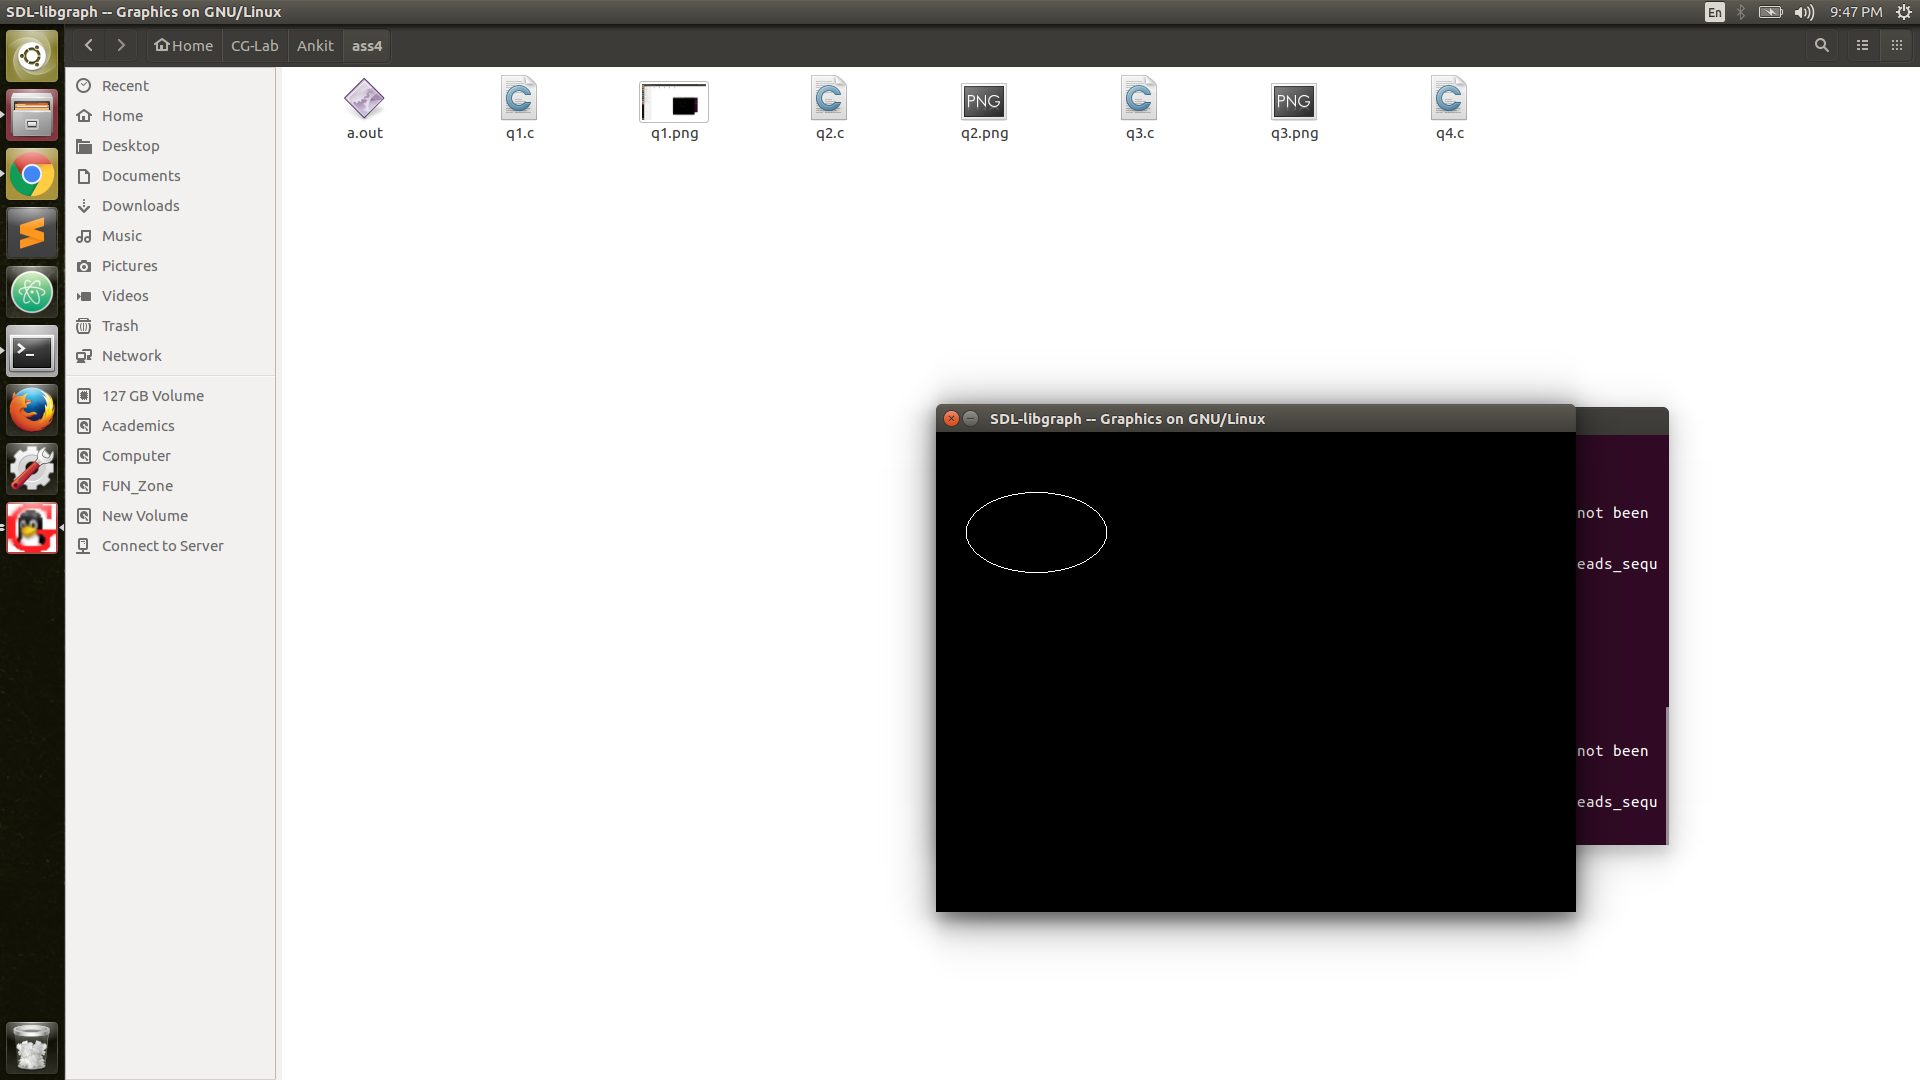 SDL-libgraph -- Graphics on GNU/Linux
En
9:47 PM
Home
CG-Lab
Ankit
ass4
Recent
Home
Desktop
Documents
Downloads
Music
Pictures
Videos
Trash
Network
127 GB Volume
Academics
Computer
FUN_Zone
New Volume
Connect to Server
a.out
q1.c
q1.png
q2.c
PNG
q2.png
q3.c
PNG
q3.png
q4.c
SDL-libgraph -- Graphics on GNU/Linux
not been
eads_sequ
not been
eads_sequ